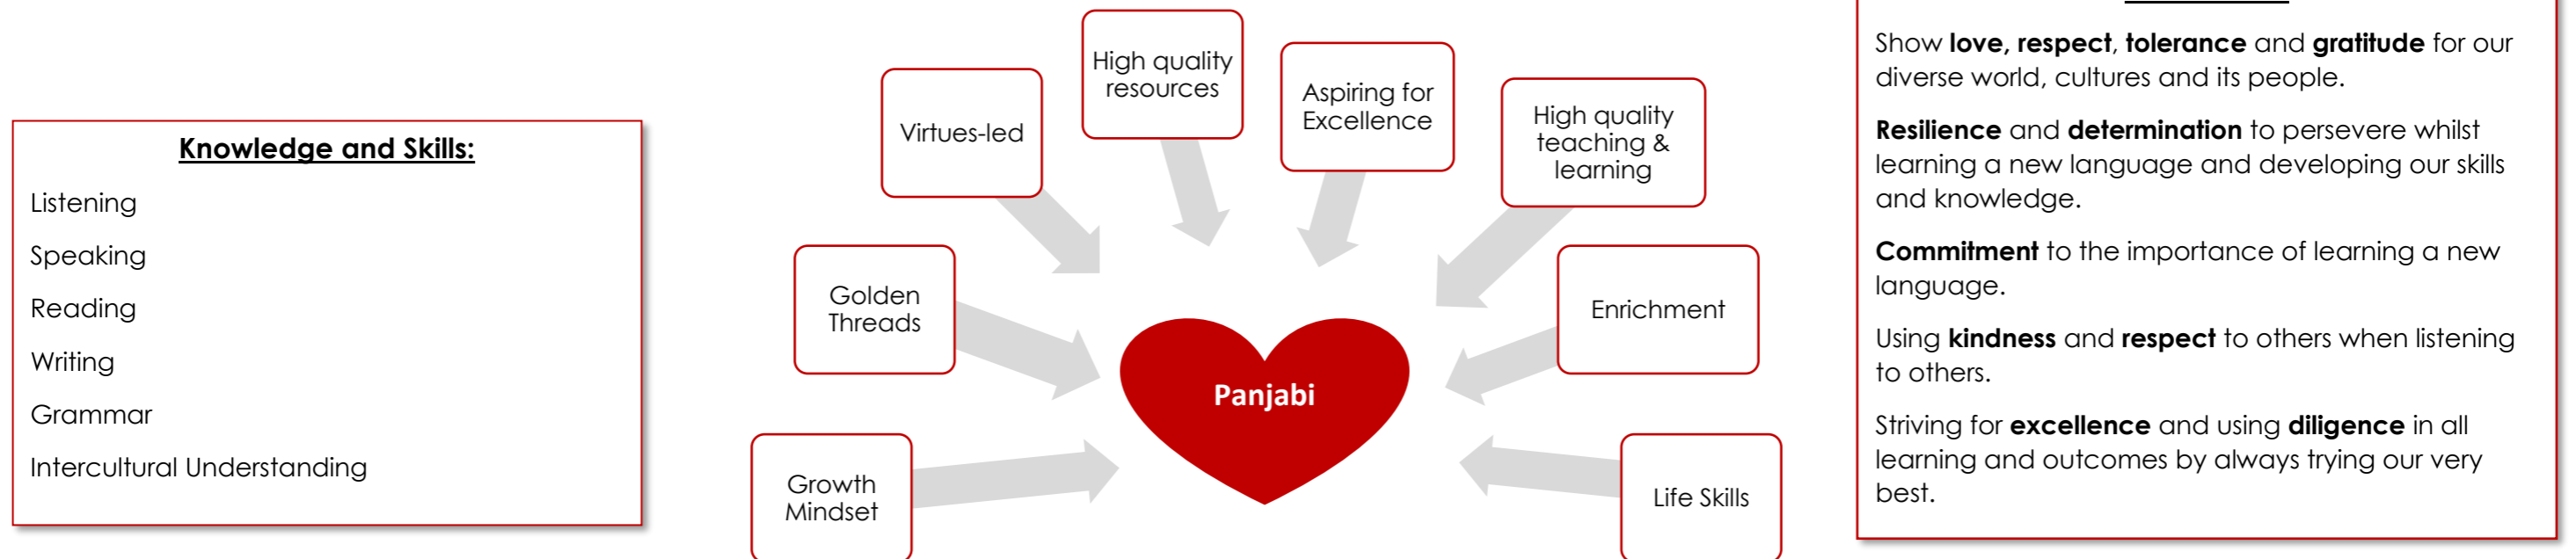 Knowledge and Skills:
Listening
Speaking
Reading
Writing
Grammar
Intercultural Understanding
Growth
Mindset
Golden
Threads
Virtues-led
High quality
resources
Aspiring for
Excellence
High quality
teaching &
learning
Enrichment
Life Skills
Panjabi
Show love, respect, tolerance and gratitude for our
diverse world, cultures and its people.
Resilience and determination to persevere whilst
learning a new language and developing our skills
and knowledge.
Commitment to the importance of learning a new
language.
Using kindness and respect to others when listening
to others.
Striving for excellence and using diligence in all
learning and outcomes by always trying our very
best.